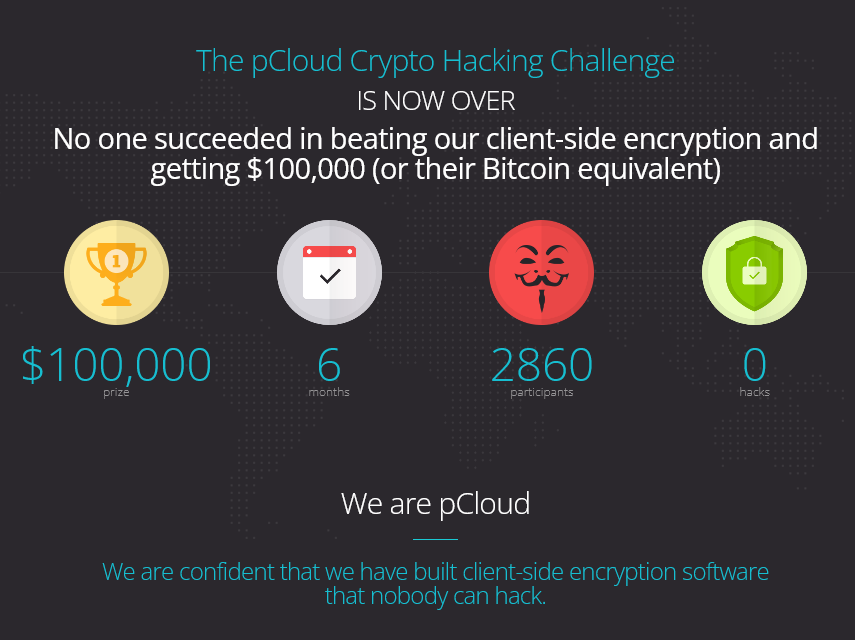 The pCloud Crypto Hacking Challenge
IS NOW OVER
No one succeeded in beating our client-side encryption and
getting $100,000 (or their Bitcoin equivalent)
1
$100,000
prize
6
months
2860
participants
0
hacks
We are pCloud
We are confident that we have built client-side encryption software
that nobody can hack.